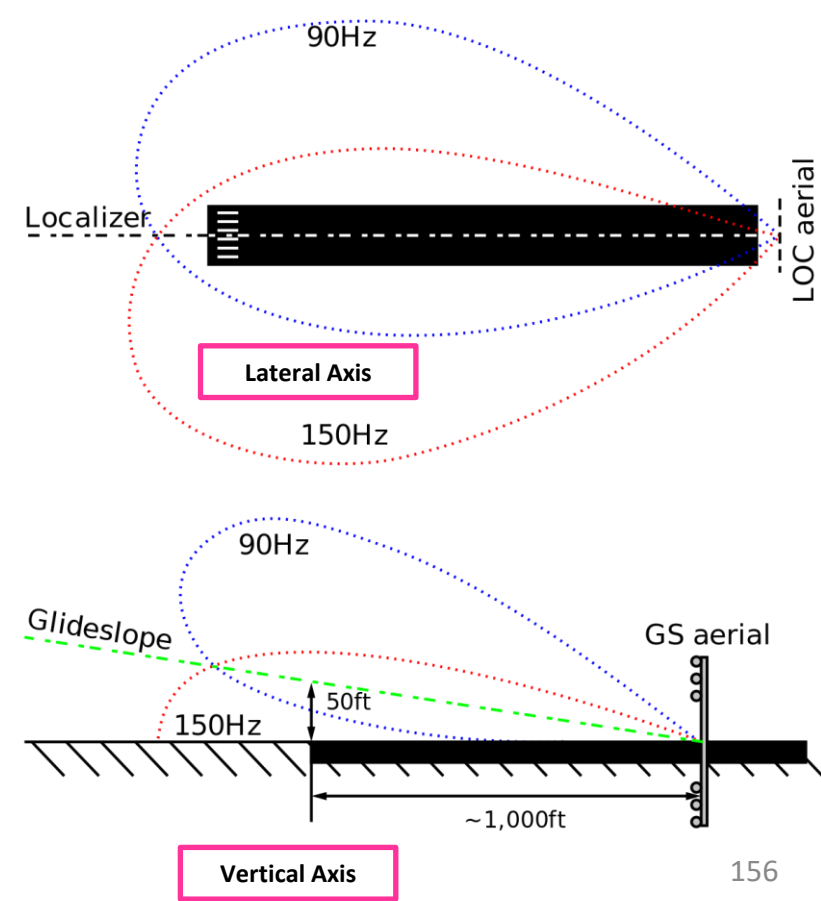 90Hz
Localizer
LOC aerial
Lateral Axis
150Hz
90Hz
Glideslope
GS aerial
50ft
150Hz
~1,000ft
Vertical Axis
156